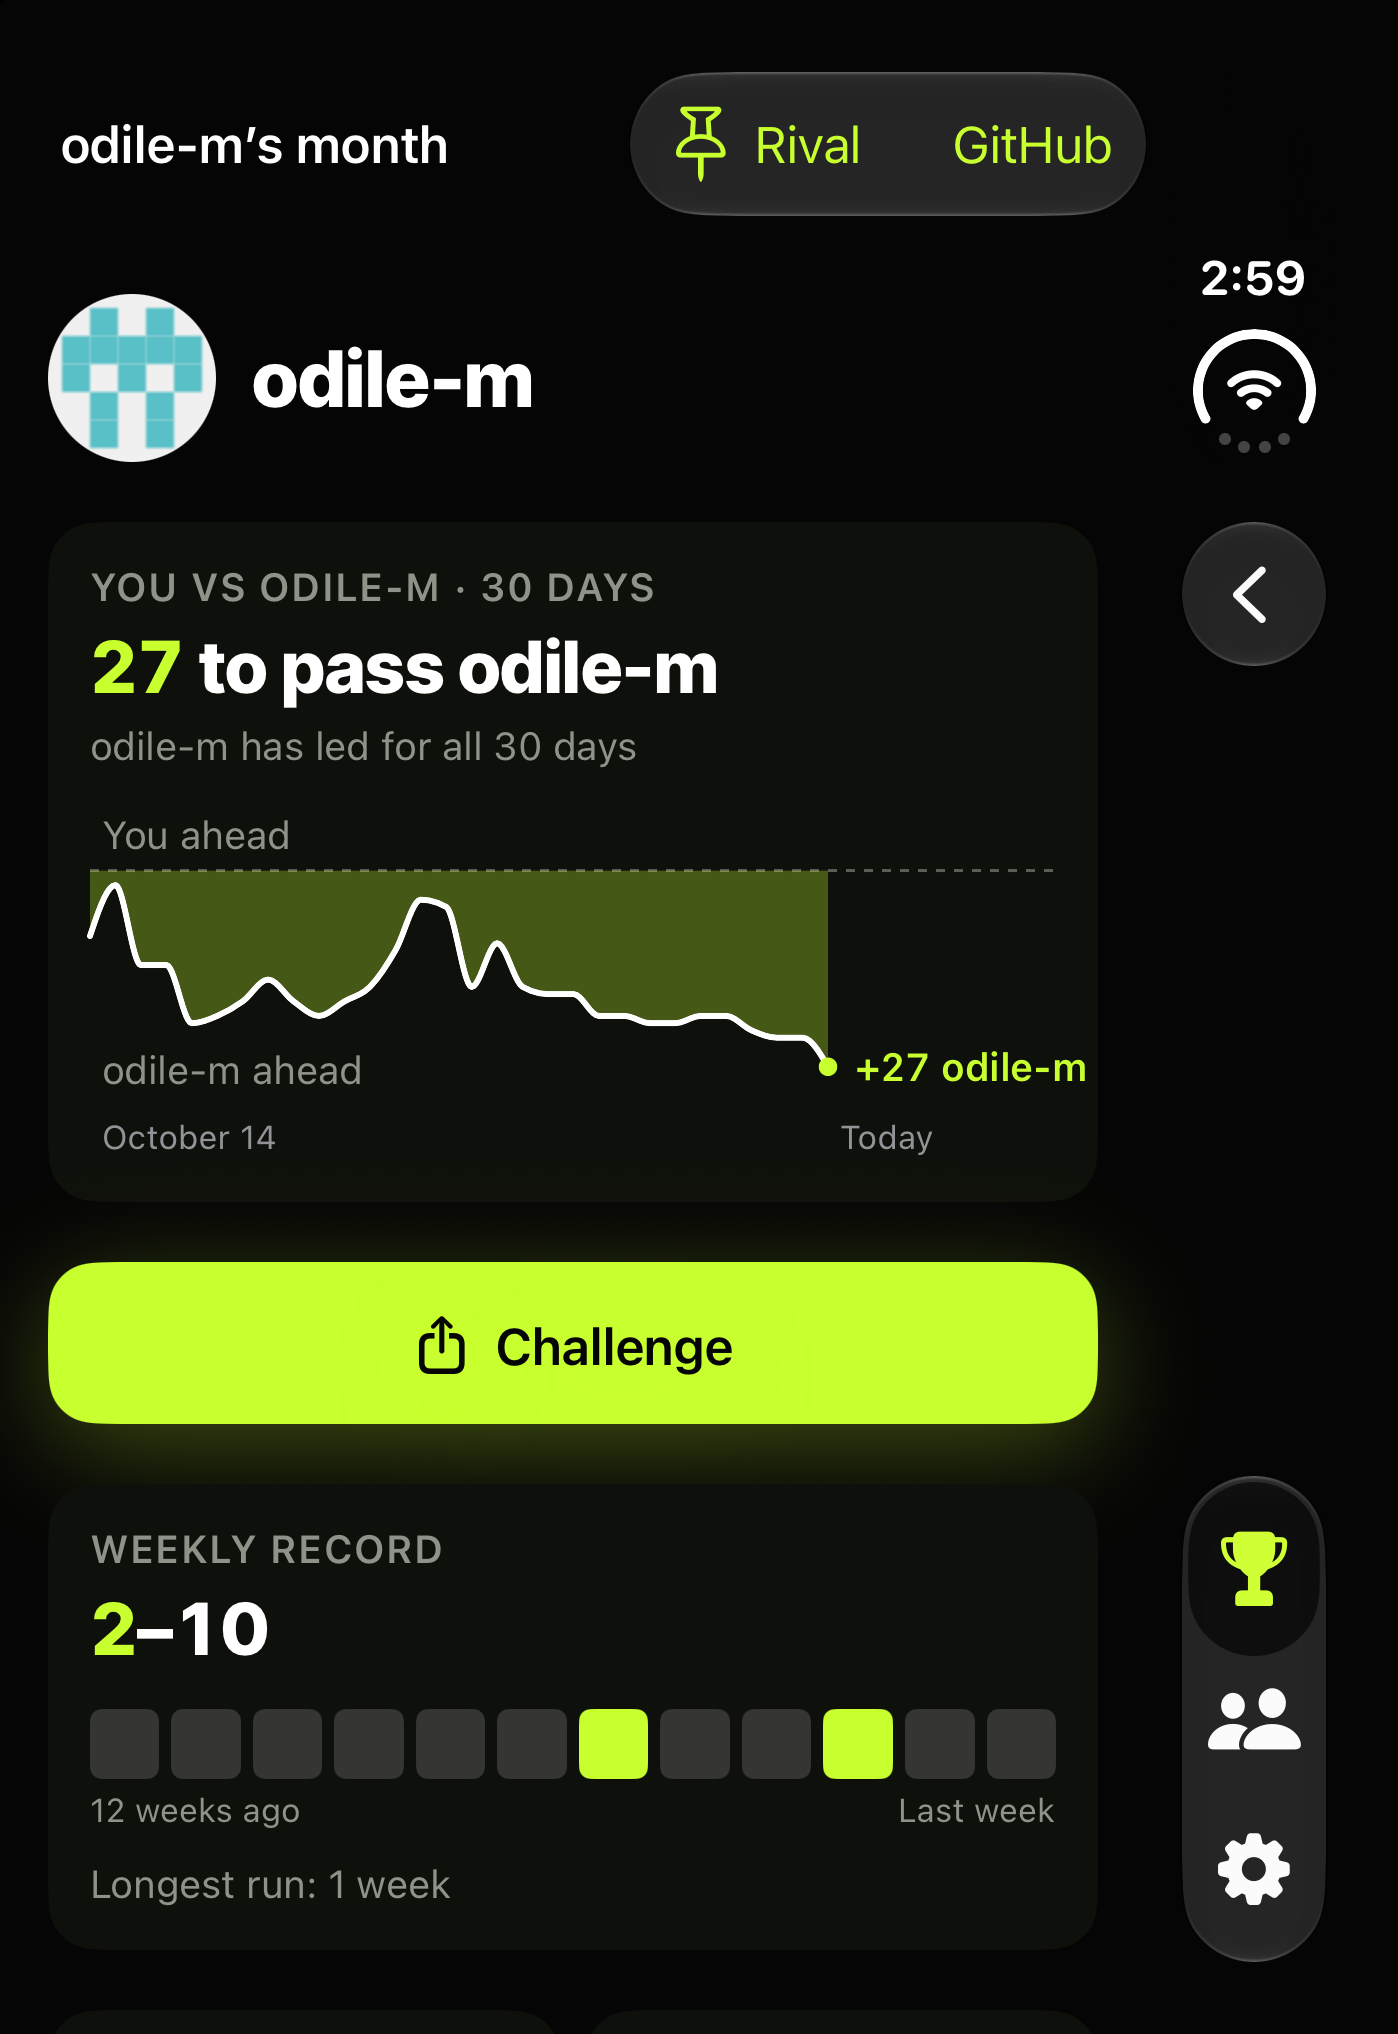 odile-m’s month
Rival
GitHub
2:59
odile-m
YOU VS ODILE-M · 30 DAYS
27 to pass odile-m
odile-m has led for all 30 days
You ahead
odile-m ahead
+27 odile-m
October 14
Today
Challenge
WEEKLY RECORD
2–10
12 weeks ago
Last week
Longest run: 1 week